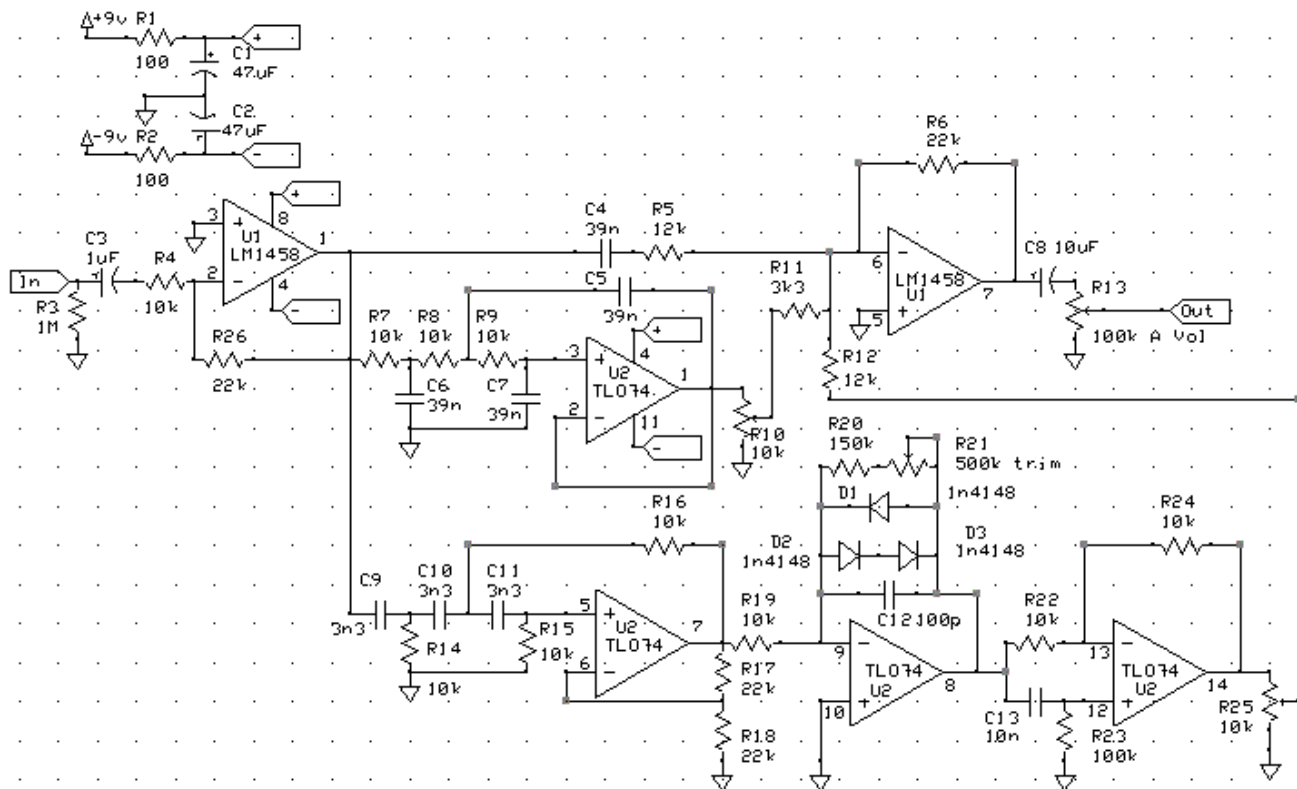 +9v R1
100
+
C1
47uF
C2
47uF
-9v R2
100
-
In
R3
1M
C3
1uF
R4
10k
3
+
2
-
U1
LM1458
8
+
4
-
1
R26
22k
C4
39n
R5
12k
C5
39n
R7
10k
R8
10k
R9
10k
C6
39n
C7
39n
3
+
2
-
U2
TL074
4
+
11
-
1
R10
10k
R11
3k3
R12
12k
R6
22k
6
-
5
+
LM1458
U1
7
C8 10uF
R13
100k A Vol
Out
C9
3n3
C10
3n3
C11
3n3
R14
10k
R15
10k
R16
10k
5
+
6
-
U2
TL074
7
R17
22k
R18
22k
R19
10k
R20
150k
R21
500k trim
D1
1n4148
D2
1n4148
D3
1n4148
C12 100p
9
-
10
+
TL074
U2
8
R22
10k
C13
10n
R23
100k
R24
10k
13
-
12
+
TL074
U2
14
R25
10k